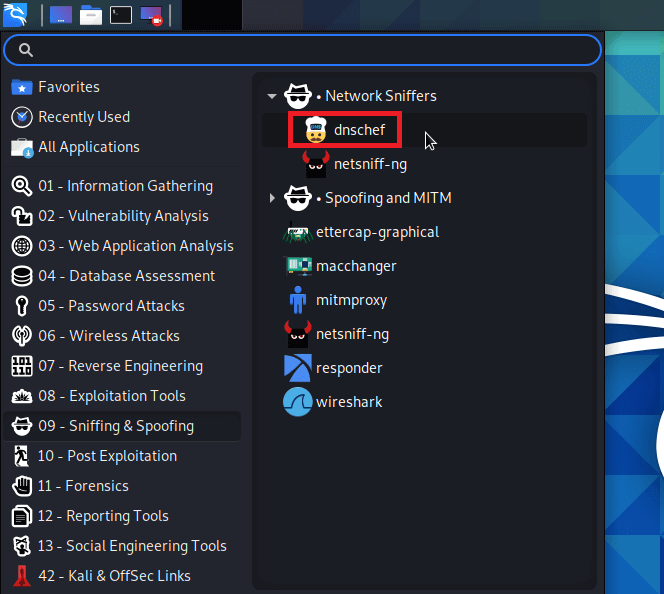 Favorites
Recently Used
All Applications
01 - Information Gathering
02 - Vulnerability Analysis
03 - Web Application Analysis
04 - Database Assessment
05 - Password Attacks
06 - Wireless Attacks
07 - Reverse Engineering
08 - Exploitation Tools
09 - Sniffing & Spoofing
10 - Post Exploitation
11 - Forensics
12 - Reporting Tools
13 - Social Engineering Tools
42 - Kali & OffSec Links
• Network Sniffers
dnschef
netsniff-ng
• Spoofing and MITM
ettercap-graphical
macchanger
mitmproxy
netsniff-ng
responder
wireshark